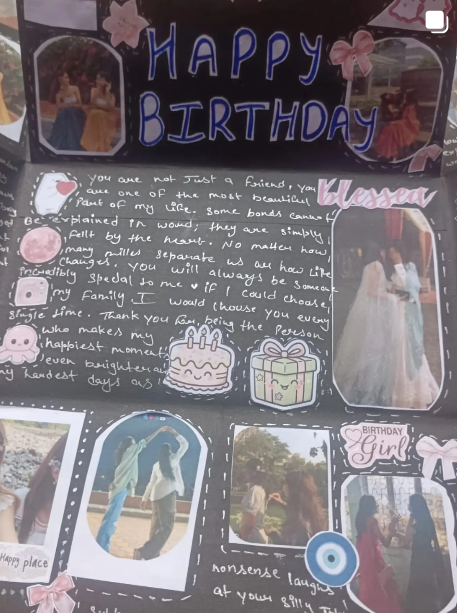 HAPPY
BIRTHDAY
You are not Just a friend, you
are one of the most beautiful
Part of my life. Some bonds cannot
Be explained in word; they are simply
felt by the heart. No matter how
many miles separate us or how life
changes. You will always be someone
incredibly special to me ♥ if I could choose
my family I would choose you every
single time. Thank you for being the person
who makes my
happiest moments
even brighter a
my hardest days
blessed
BIRTHDAY
Girl
Happy place
nonsense laughs
at your silly